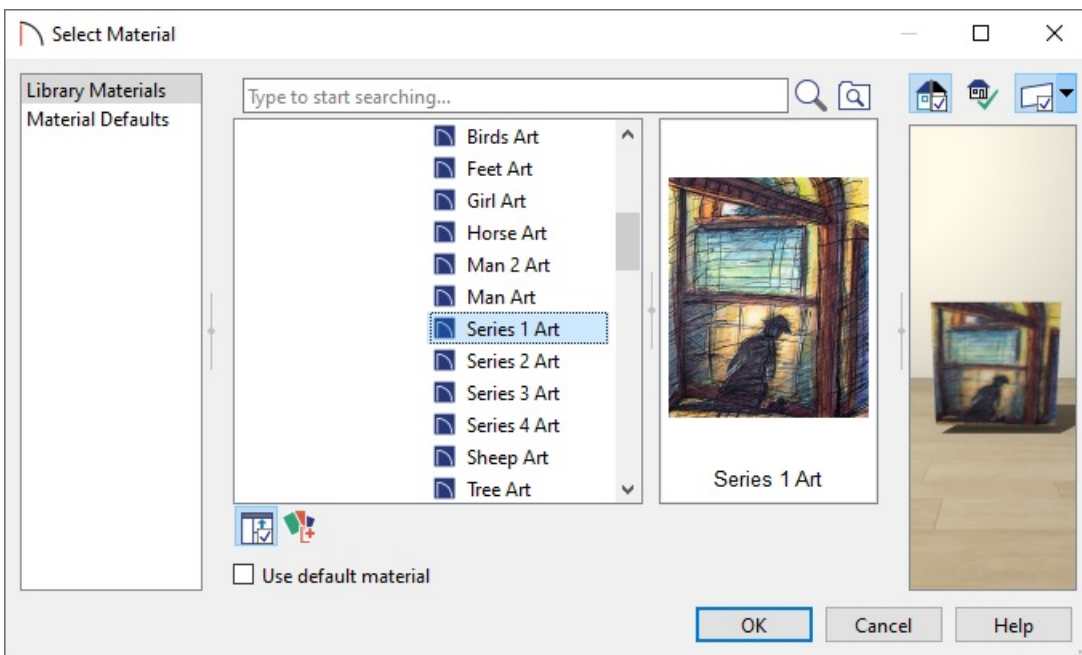 Select Material
Library Materials
Material Defaults
Type to start searching...
Birds Art
Feet Art
Girl Art
Horse Art
Man 2 Art
Man Art
Series 1 Art
Series 2 Art
Series 3 Art
Series 4 Art
Sheep Art
Tree Art
Series 1 Art
Use default material
OK
Cancel
Help